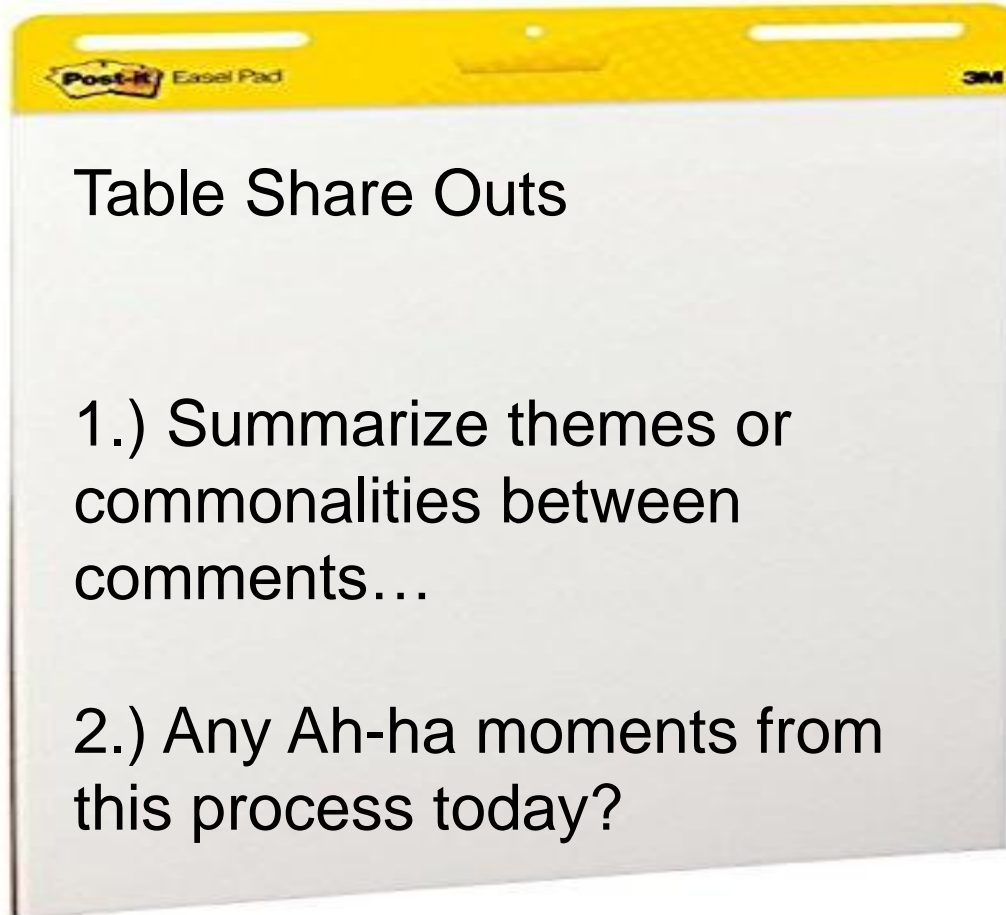 Post-it Easel Pad
3M
Table Share Outs
1.) Summarize themes or
commonalities between
comments…
2.) Any Ah-ha moments from
this process today?